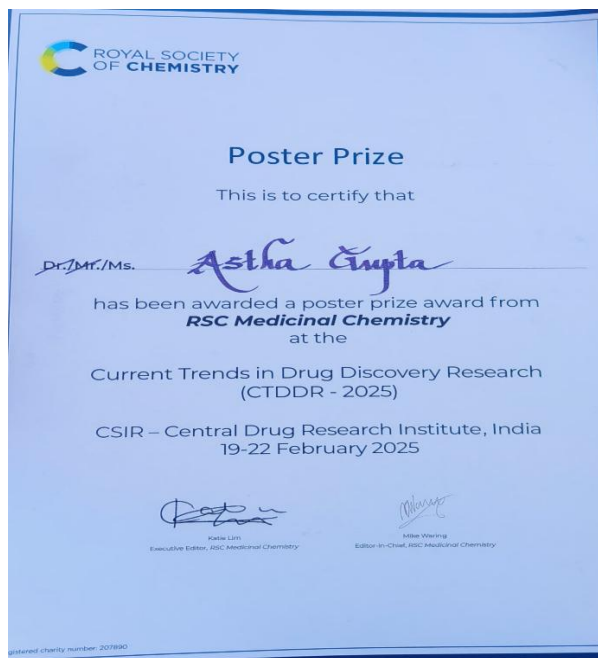 ROYAL SOCIETY
OF CHEMISTRY
Poster Prize
This is to certify that
Dr./Mr./Ms. Astha Gupta
has been awarded a poster prize award from
RSC Medicinal Chemistry
at the
Current Trends in Drug Discovery Research
(CTDDR - 2025)
CSIR – Central Drug Research Institute, India
19-22 February 2025
Katie Lim
Executive Editor, RSC Medicinal Chemistry
Mike Waring
Editor-in-Chief, RSC Medicinal Chemistry
gistered charity number: 207890